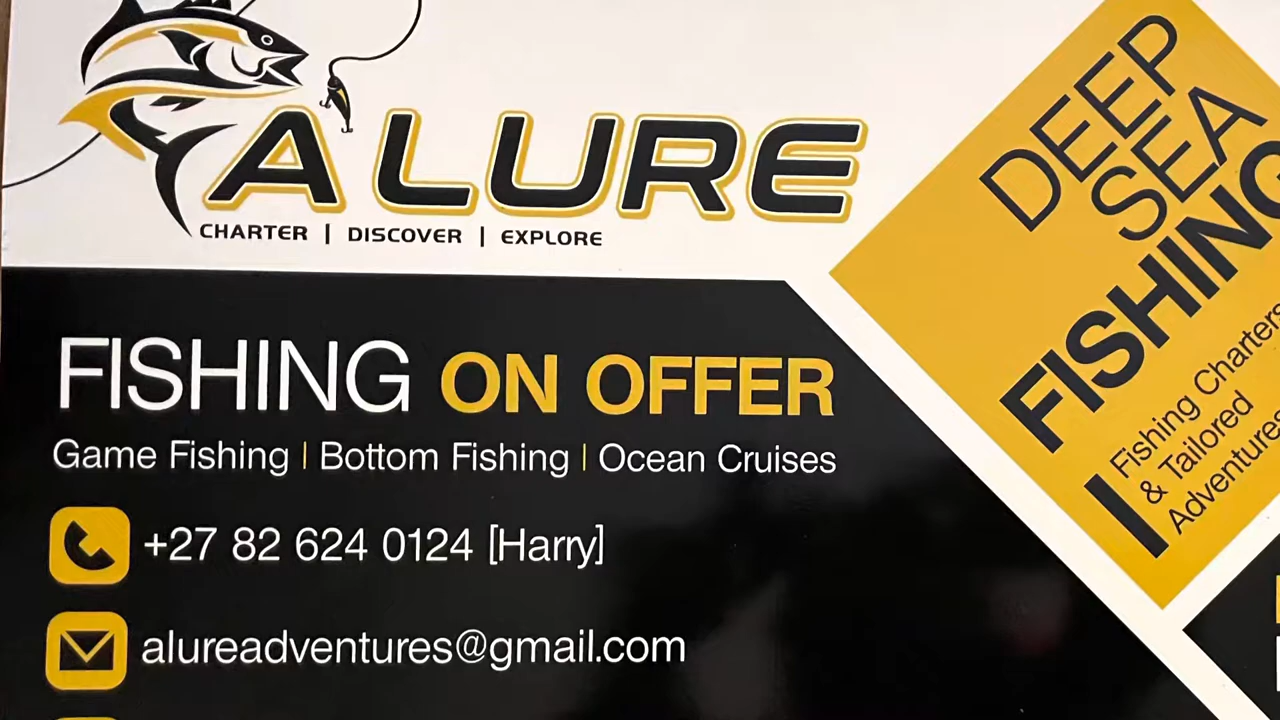 ALURE
CHARTER | DISCOVER | EXPLORE
DEEP
SEA
FISHING
Fishing Charters
& Tailored
Adventures
FISHING ON OFFER
Game Fishing | Bottom Fishing | Ocean Cruises
+27 82 624 0124 [Harry]
alureadventures@gmail.com